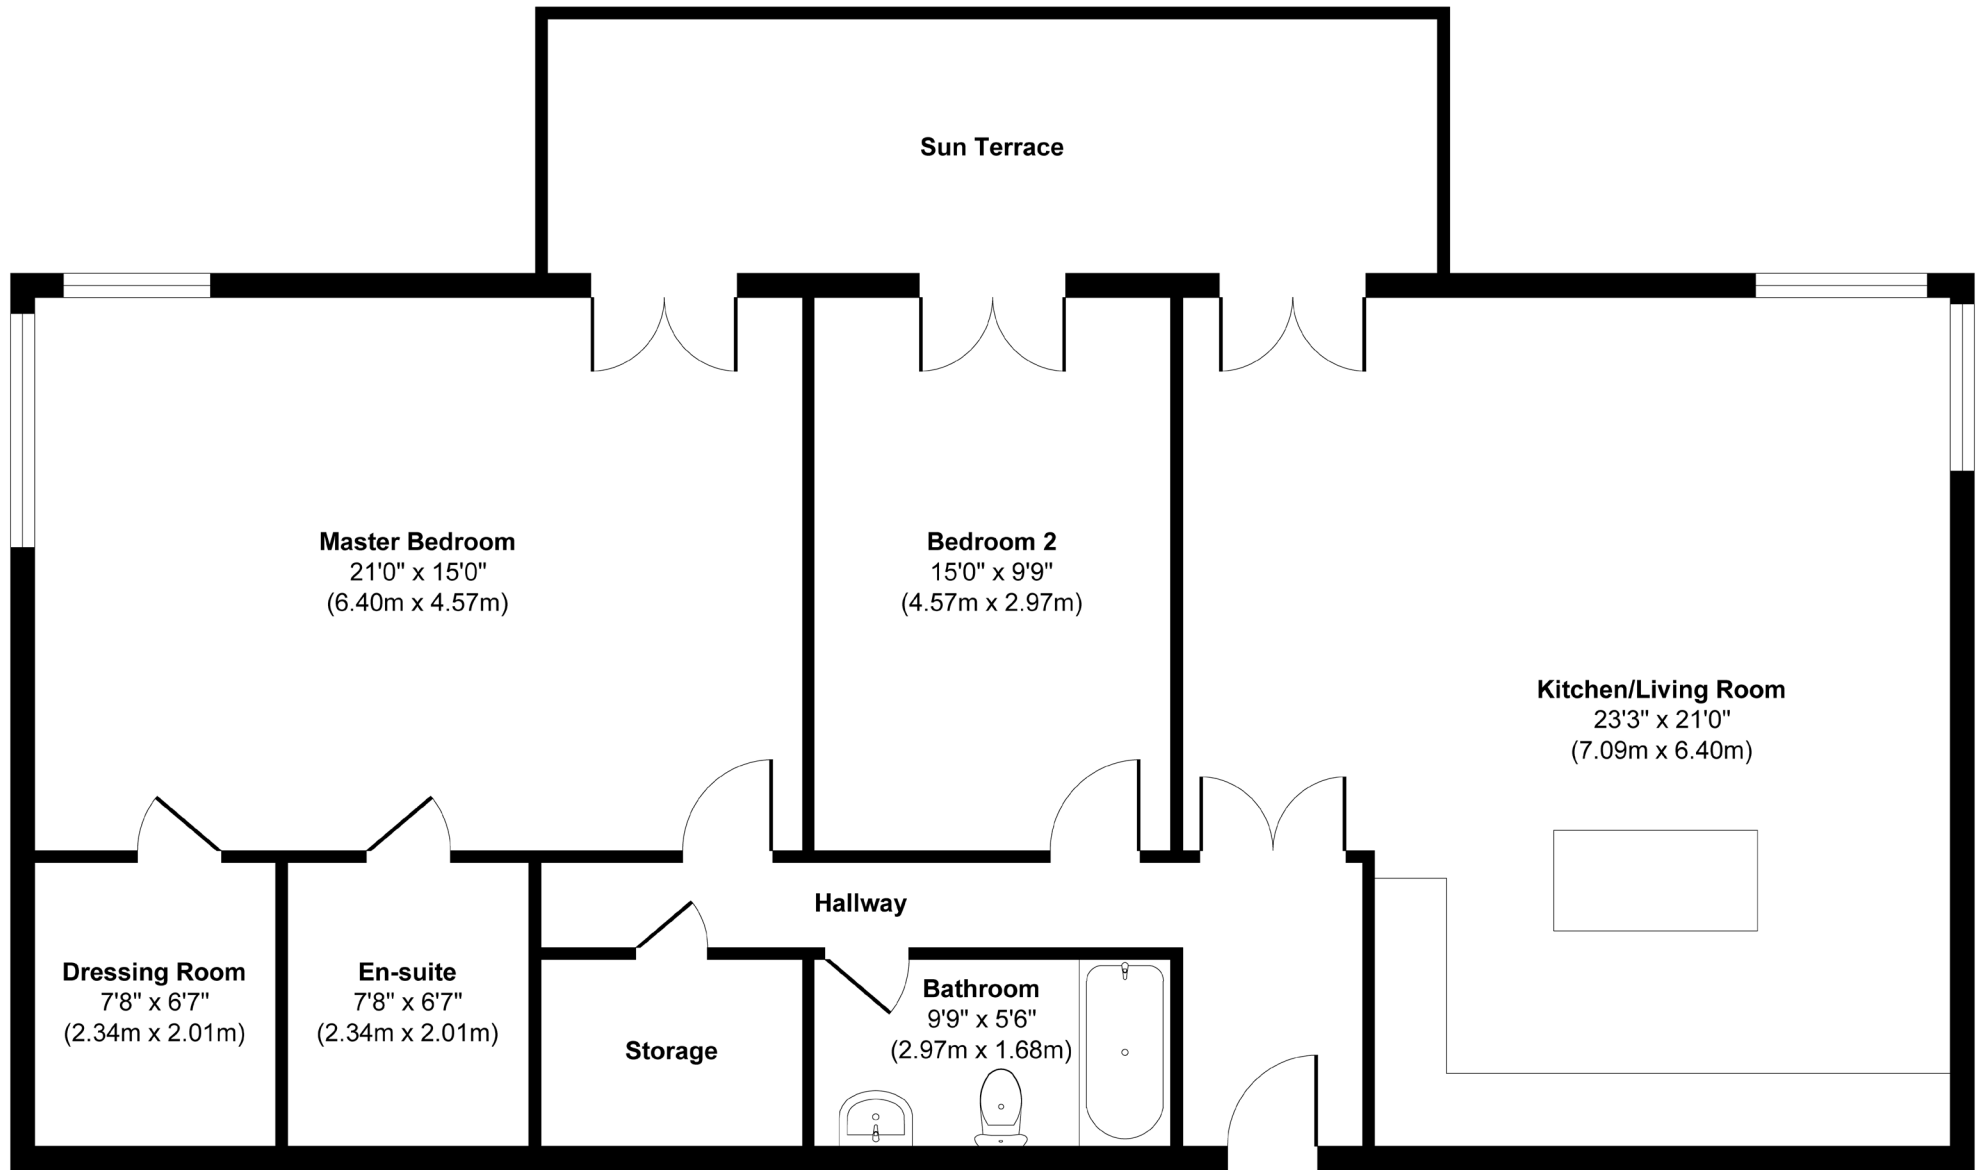 Sun Terrace
Master Bedroom
21'0" x 15'0"
(6.40m x 4.57m)
Bedroom 2
15'0" x 9'9"
(4.57m x 2.97m)
Kitchen/Living Room
23'3" x 21'0"
(7.09m x 6.40m)
Hallway
Dressing Room
7'8" x 6'7"
(2.34m x 2.01m)
En-suite
7'8" x 6'7"
(2.34m x 2.01m)
Storage
Bathroom
9'9" x 5'6"
(2.97m x 1.68m)